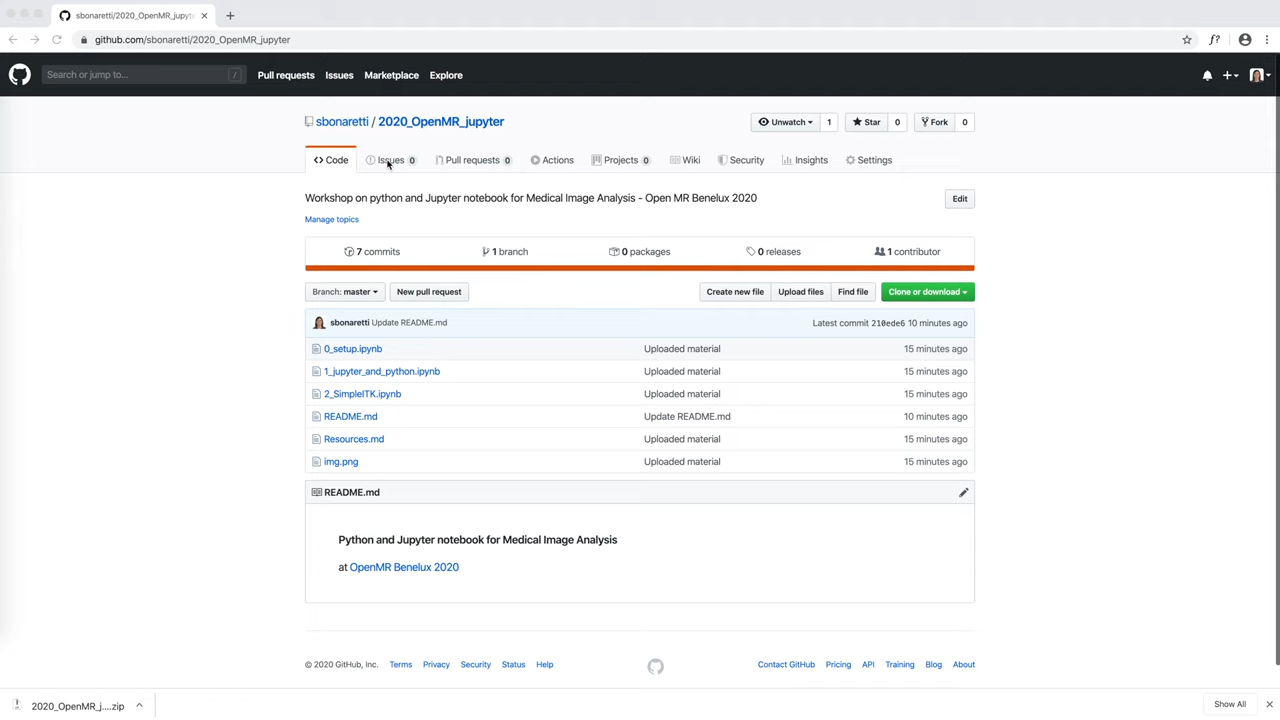 sbonaretti/2020_OpenMR_jupyt
github.com/sbonaretti/2020_OpenMR_jupyter
f?
Search or jump to... / Pull requests Issues Marketplace Explore
sbonaretti / 2020_OpenMR_jupyter Unwatch 1 Star 0 Fork 0
Code Issues 0 Pull requests 0 Actions Projects 0 Wiki Security Insights Settings
Workshop on python and Jupyter notebook for Medical Image Analysis - Open MR Benelux 2020 Edit
Manage topics
7 commits 1 branch 0 packages 0 releases 1 contributor
Branch: master New pull request Create new file Upload files Find file Clone or download
sbonaretti Update README.md Latest commit 210ede6 10 minutes ago
0_setup.ipynb Uploaded material 15 minutes ago
1_jupyter_and_python.ipynb Uploaded material 15 minutes ago
2_SimpleITK.ipynb Uploaded material 15 minutes ago
README.md Update README.md 10 minutes ago
Resources.md Uploaded material 15 minutes ago
img.png Uploaded material 15 minutes ago
README.md
Python and Jupyter notebook for Medical Image Analysis
at OpenMR Benelux 2020
© 2020 GitHub, Inc. Terms Privacy Security Status Help Contact GitHub Pricing API Training Blog About
2020_OpenMR_j....zip Show All